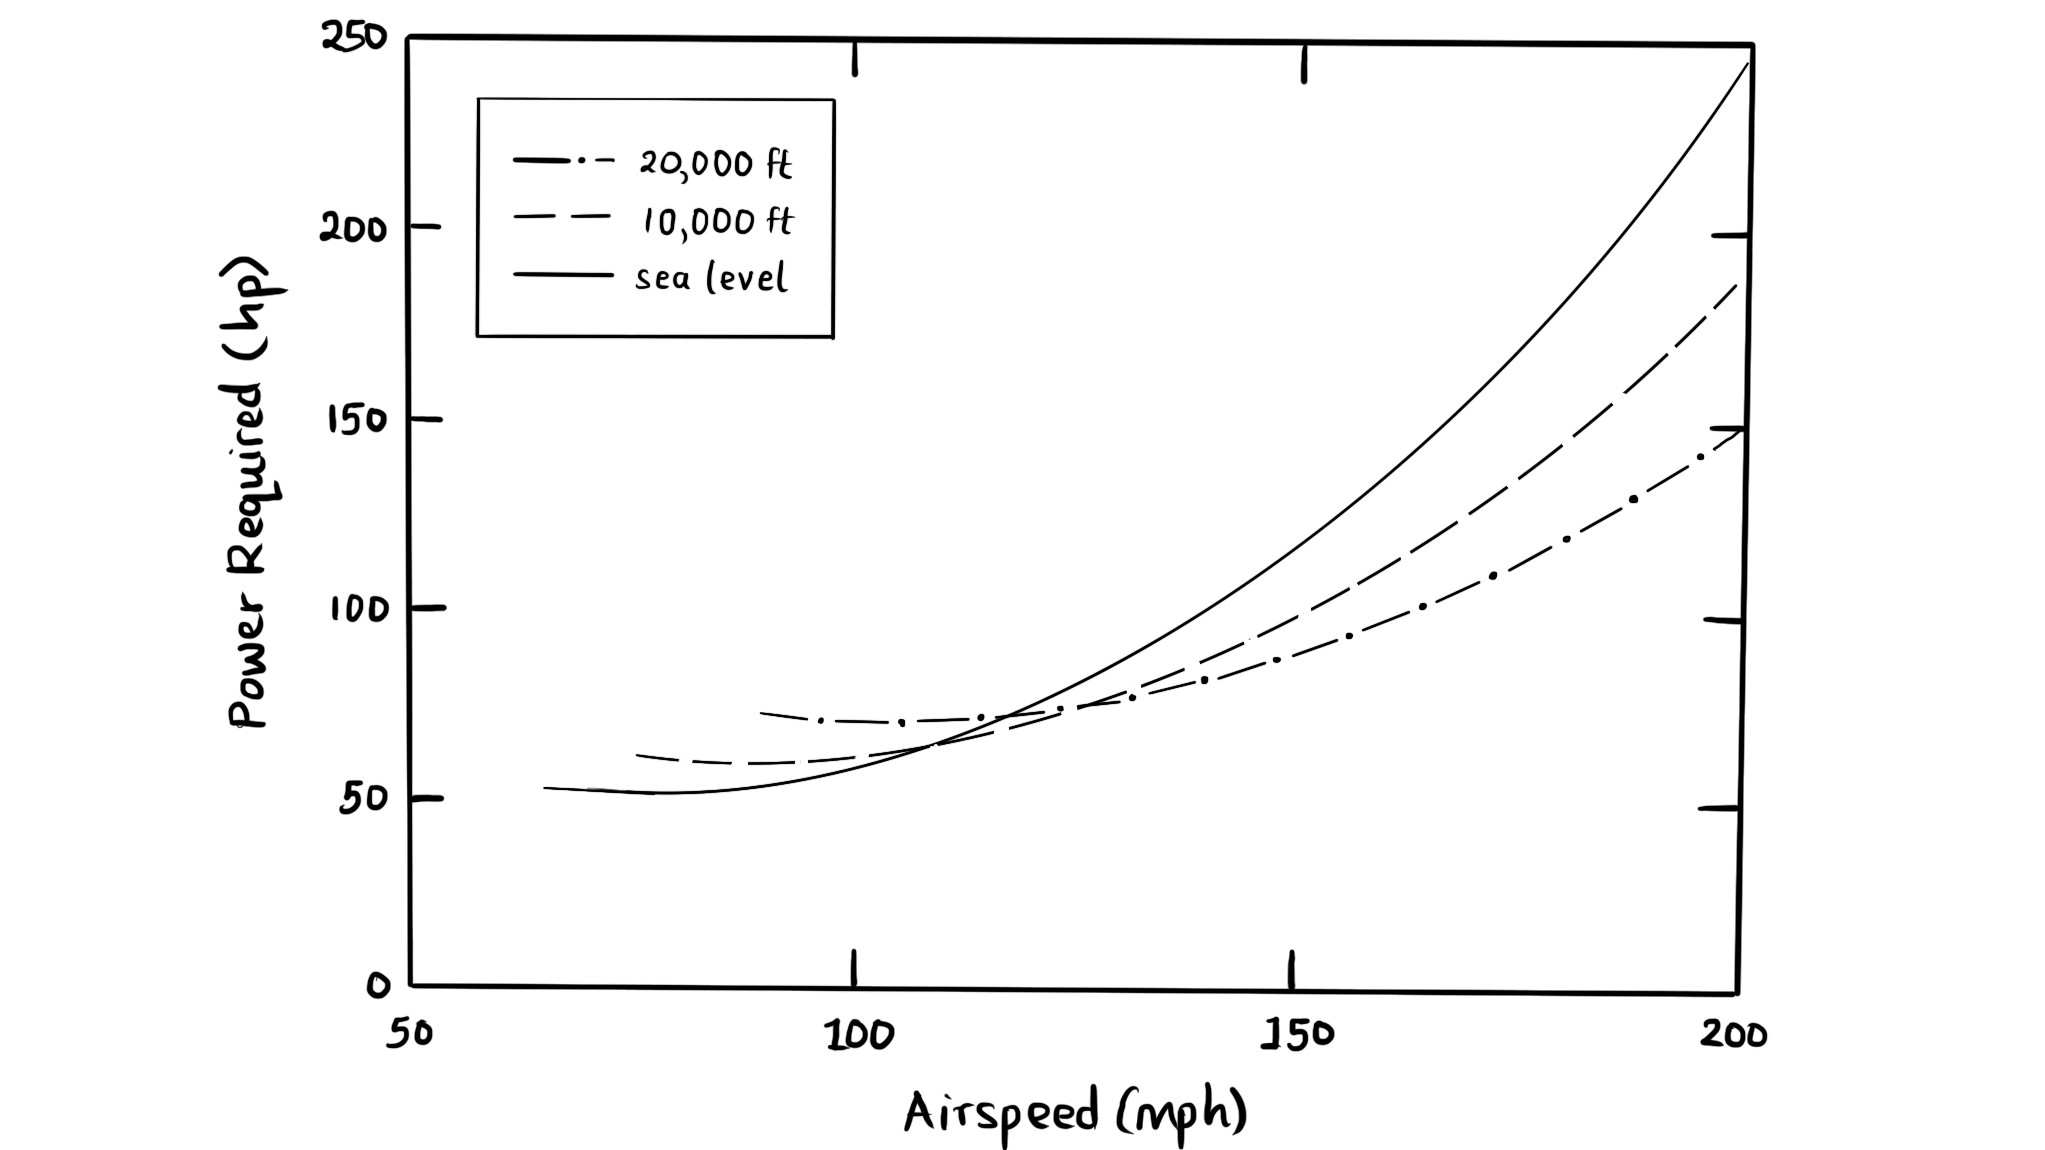 250
200
150
100
50
0
Power Required (hp)
20,000 ft
10,000 ft
sea level
50 100 150 200
Airspeed (mph)